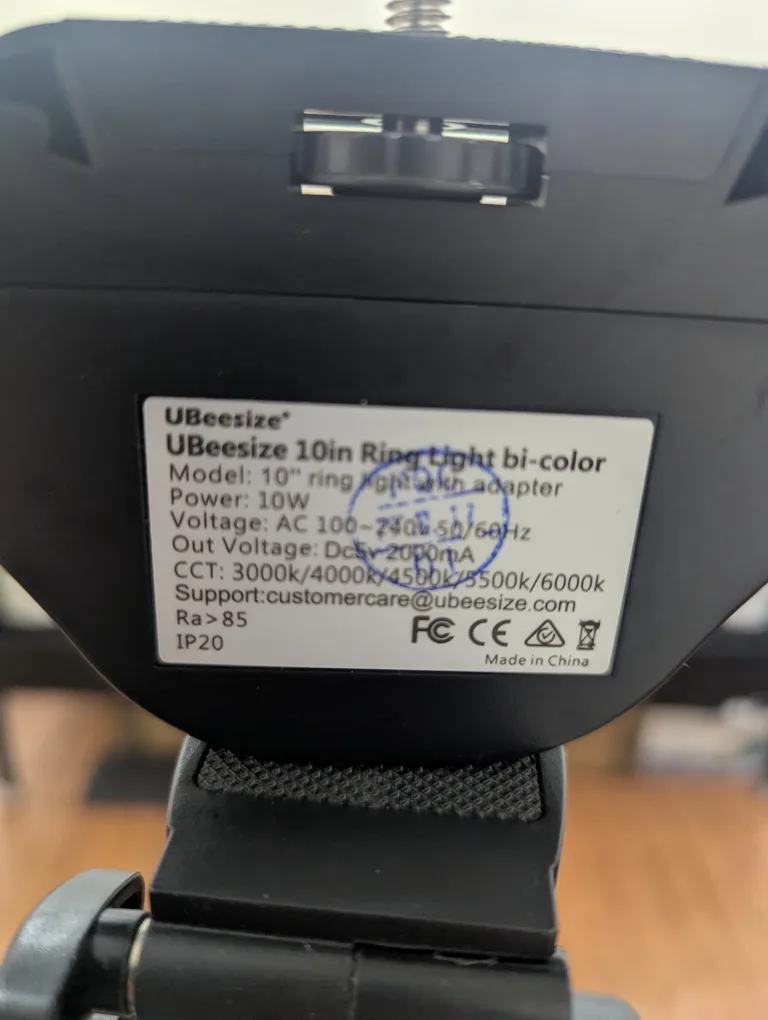 UBeesize®
UBeesize 10in Ring Light bi-color
Model: 10" ring light with adapter
Power: 10W
Voltage: AC 100~240v 50/60Hz
Out Voltage: Dc5v 2000mA
CCT: 3000k/4000k/4500k/5500k/6000k
Support:customercare@ubeesize.com
Ra>85
IP20
FC CE
Made in China